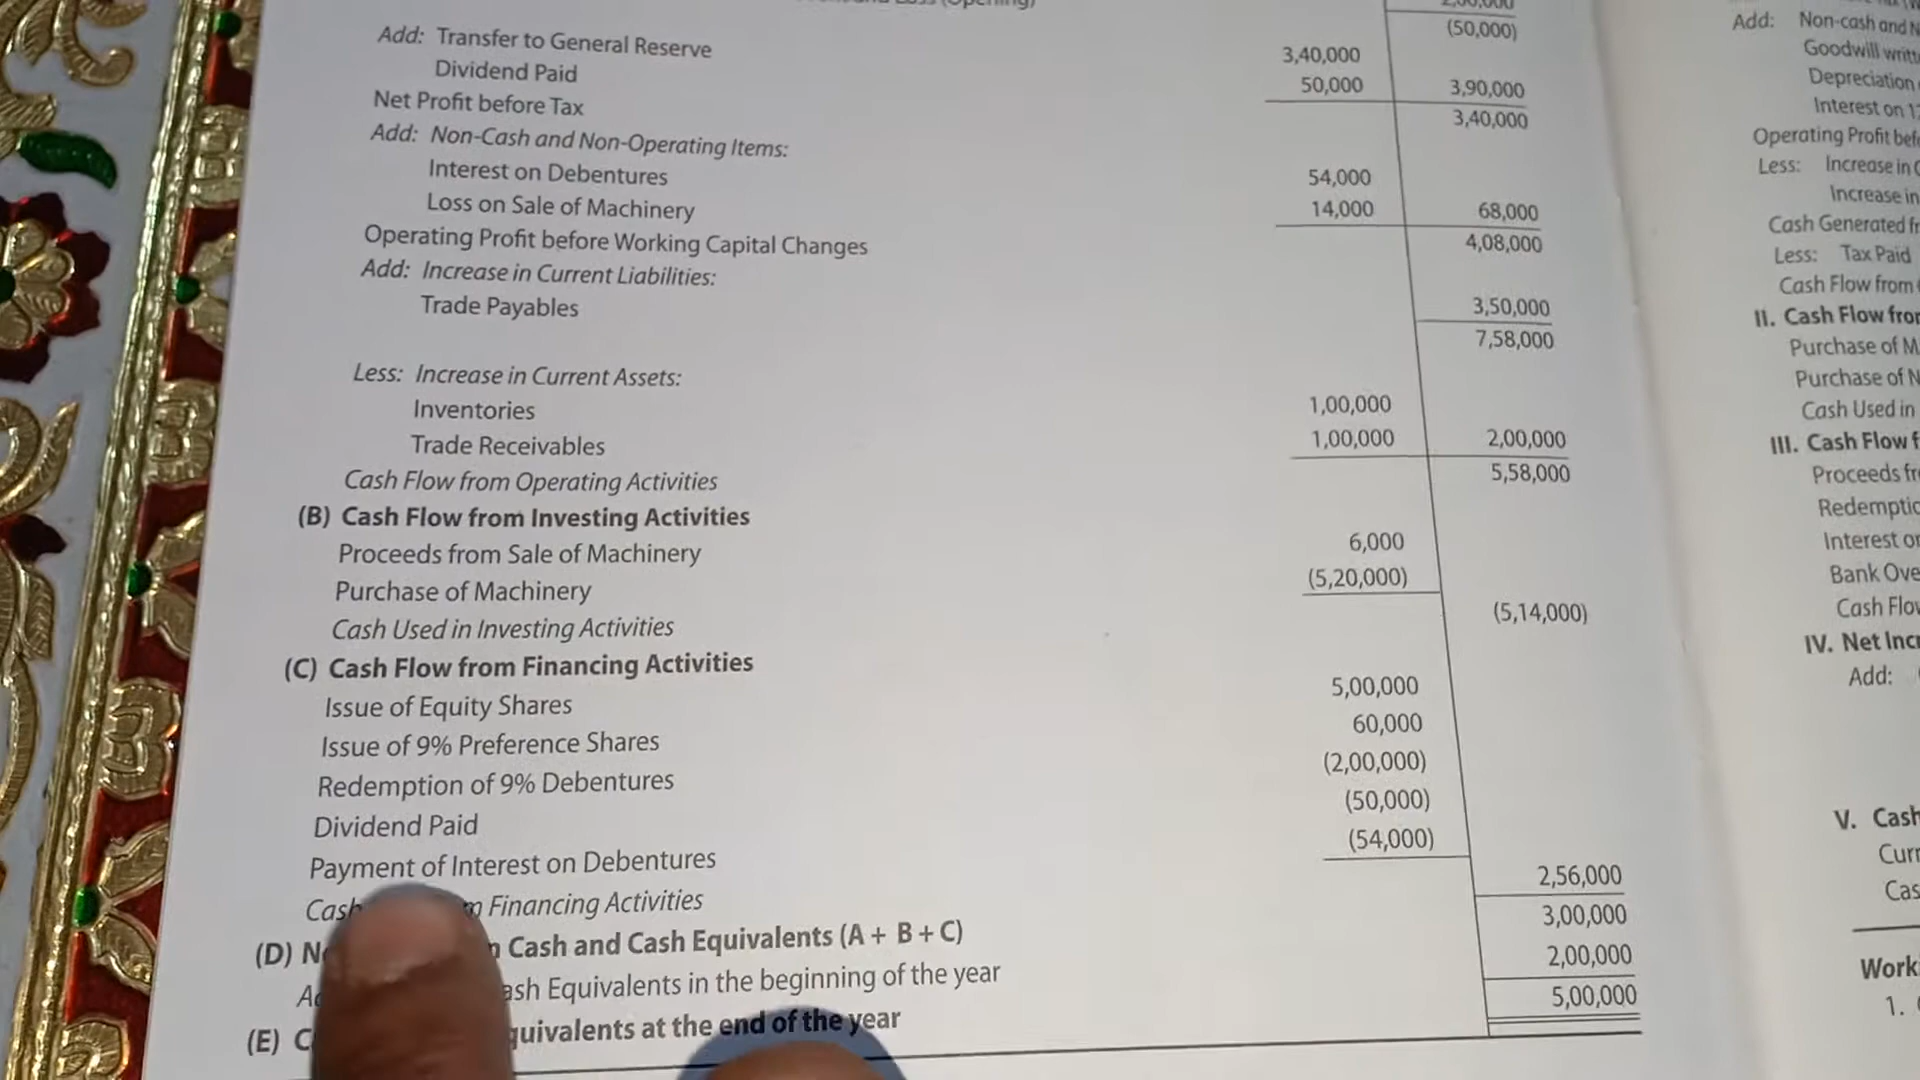 (Opening)
(50,000)
Add: Transfer to General Reserve 3,40,000
Dividend Paid 50,000 3,90,000
Net Profit before Tax 3,40,000
Add: Non-Cash and Non-Operating Items:
Interest on Debentures 54,000
Loss on Sale of Machinery 14,000 68,000
Operating Profit before Working Capital Changes 4,08,000
Add: Increase in Current Liabilities:
Trade Payables 3,50,000
7,58,000
Less: Increase in Current Assets:
Inventories 1,00,000
Trade Receivables 1,00,000 2,00,000
Cash Flow from Operating Activities 5,58,000
(B) Cash Flow from Investing Activities
Proceeds from Sale of Machinery 6,000
Purchase of Machinery (5,20,000)
Cash Used in Investing Activities (5,14,000)
(C) Cash Flow from Financing Activities
Issue of Equity Shares 5,00,000
Issue of 9% Preference Shares 60,000
Redemption of 9% Debentures (2,00,000)
Dividend Paid (50,000)
Payment of Interest on Debentures (54,000)
Cash Financing Activities 2,56,000
(D) Cash and Cash Equivalents (A + B + C) 3,00,000
Equivalents in the beginning of the year 2,00,000
(E) at the end of the year 5,00,000
Add: Non-cash and
Goodwill
Depreciation
Interest on
Operating Profit
Less: Increase in
Increase in
Cash Generated
Less: Tax Paid
Cash Flow from
II. Cash Flow
Purchase of
Purchase of
Cash Used in
III. Cash Flow
Proceeds
Interest
Bank
Cash
IV. Net
Add:
V. Cash
1.